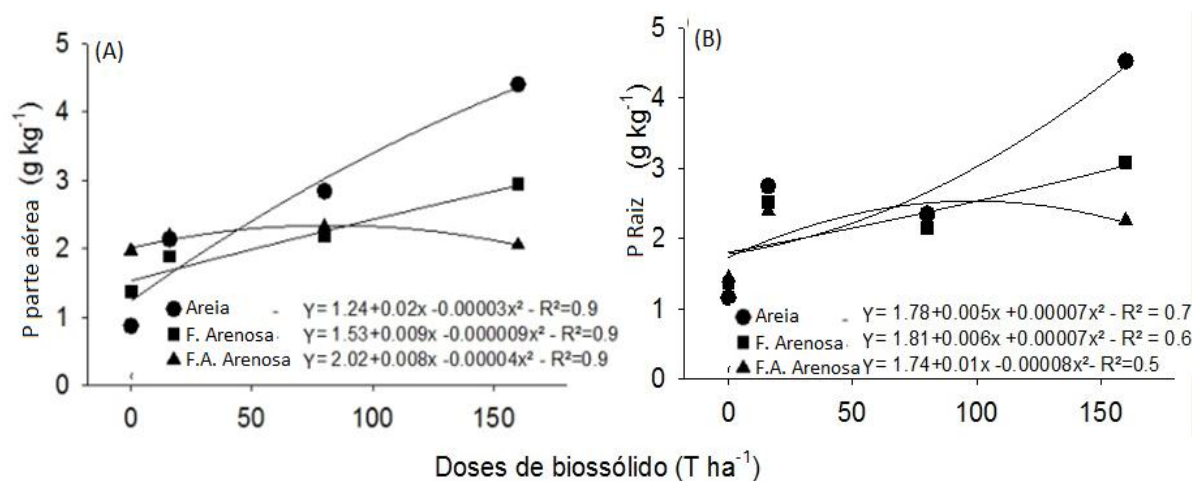 (A)
P parte aérea (g kg⁻¹)
5
4
3
2
1
0
Areia Y= 1.24+0.02x -0.00003x² - R²=0.9
F. Arenosa Y= 1.53+0.009x -0.000009x² - R²=0.9
F.A. Arenosa Y= 2.02+0.008x -0.00004x² - R²=0.9
0 50 100 150
(B)
P Raiz (g kg⁻¹)
5
4
3
2
1
0
Areia Y= 1.78+0.005x +0.00007x² - R² = 0.7
F. Arenosa Y= 1.81+0.006x +0.00007x² - R² = 0.6
F.A. Arenosa Y= 1.74+0.01x -0.00008x²- R²=0.5
0 50 100 150
Doses de biossólido (T ha⁻¹)